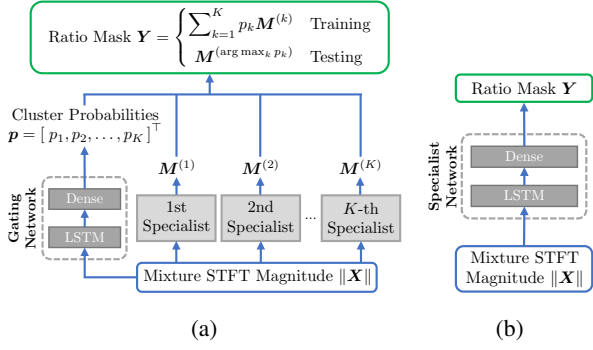 Ratio Mask Y = { ∑_{k=1}^{K} p_k M^{(k)} Training
M^{(arg max_k p_k)} Testing
Cluster Probabilities
p = [ p_1, p_2, . . . , p_K ]^⊤
M^{(1)} M^{(2)} M^{(K)}
Gating
Network
Dense
LSTM
1st
Specialist
2nd
Specialist
...
K-th
Specialist
Mixture STFT Magnitude ‖X‖
(a)
Ratio Mask Y
Specialist
Network
Dense
LSTM
Mixture STFT
Magnitude ‖X‖
(b)